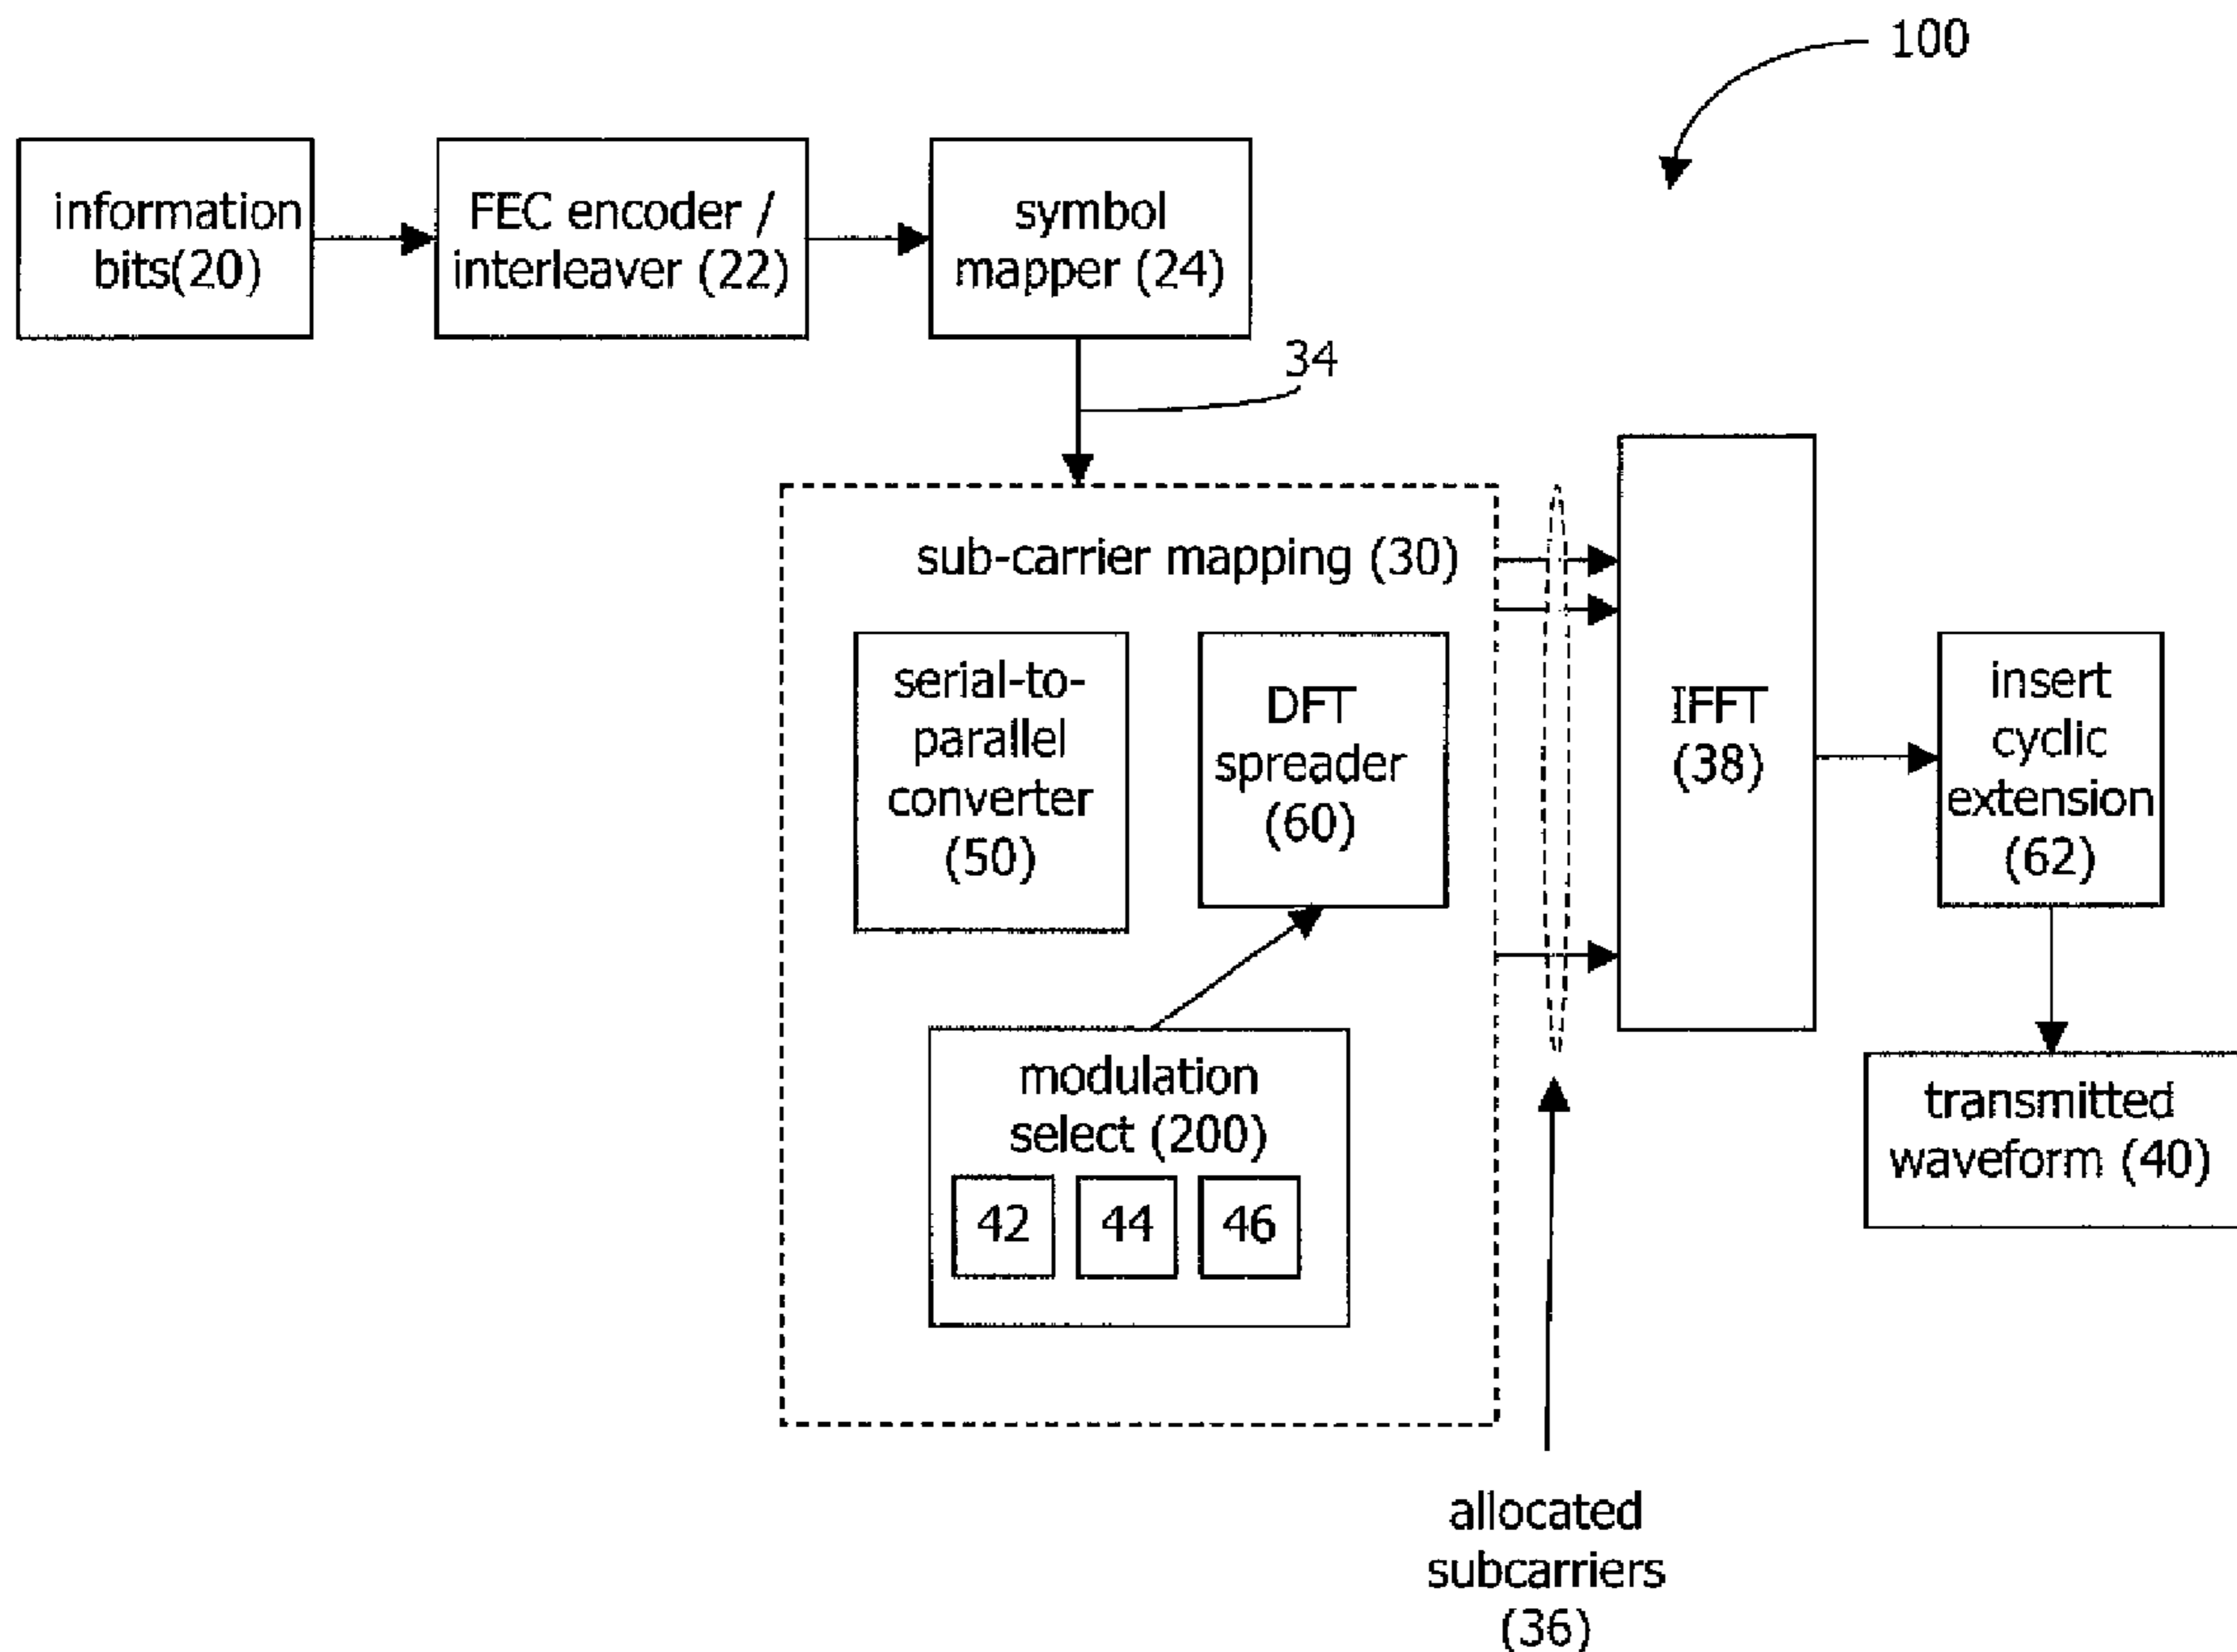 100
information
bits(20)
FEC encoder /
interleaver (22)
symbol
mapper (24)
34
sub-carrier mapping (30)
serial-to-
parallel
converter
(50)
DFT
spreader
(60)
modulation
select (200)
42
44
46
IFFT
(38)
insert
cyclic
extension
(62)
transmitted
waveform (40)
allocated
subcarriers
(36)